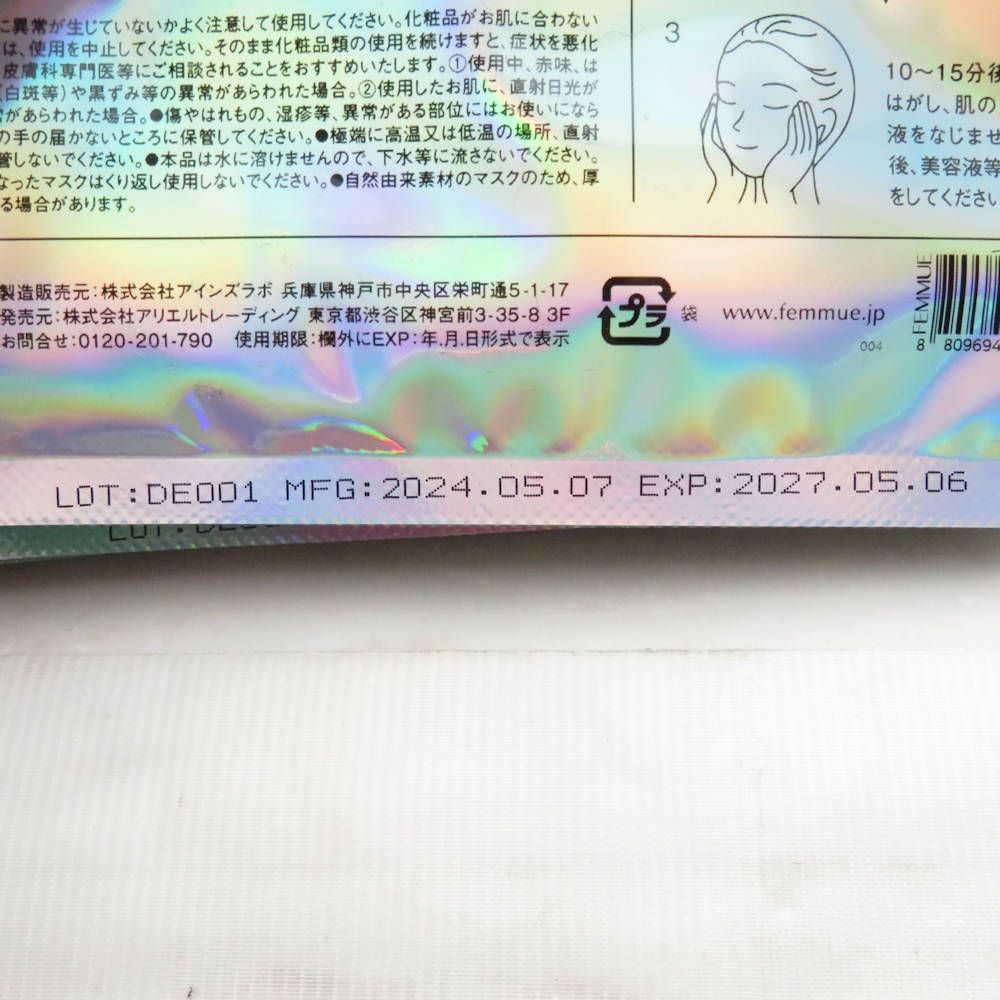 に異常が生じていないかよく注意して使用してください。化粧品がお肌に合わない
は、使用を中止してください。そのまま化粧品類の使用を続けますと、症状を悪化
皮膚科専門医等にご相談されることをおすすめいたします。①使用中、赤味、は
(白斑等)や黒ずみ等の異常があらわれた場合。②使用したお肌に、直射日光が
があらわれた場合。●傷やはれもの、湿疹等、異常がある部位にはお使いになら
の手の届かないところに保管してください。●極端に高温又は低温の場所、直射
管しないでください。●本品は水に溶けませんので、下水等に流さないでください。
なったマスクはくり返し使用しないでください。●自然由来素材のマスクのため、厚
る場合があります。
3
10～15分後
はがし、肌の
液をなじませ
後、美容液等
をしてください
製造販売元：株式会社アインズラボ 兵庫県神戸市中央区栄町通5-1-17
発売元：株式会社アリエルトレーディング 東京都渋谷区神宮前3-35-8 3F
お問合せ：0120-201-790 使用期限：欄外にEXP：年.月.日形式で表示
プラ 袋
www.femmue.jp
004
FEMMUE
8 809694
LOT:DE001 MFG:2024.05.07 EXP:2027.05.06